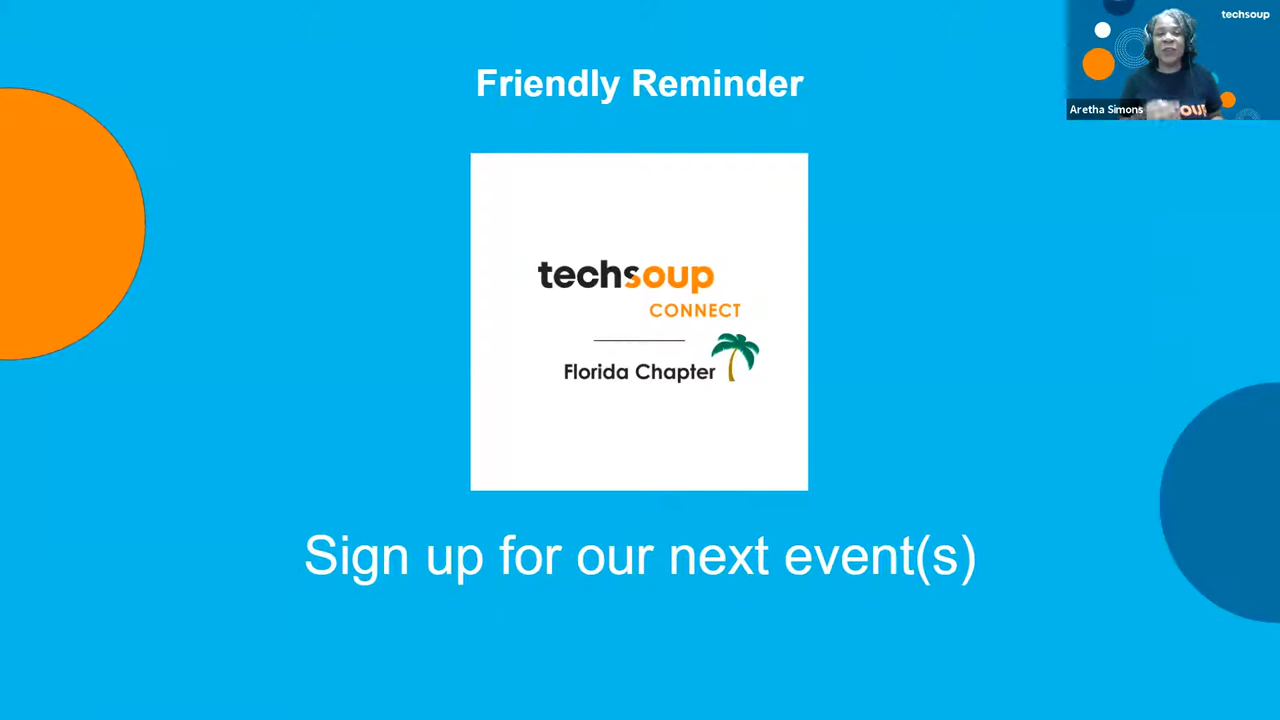 techsoup
Friendly Reminder
Aretha Simons
techsoup
CONNECT
Florida Chapter
Sign up for our next event(s)